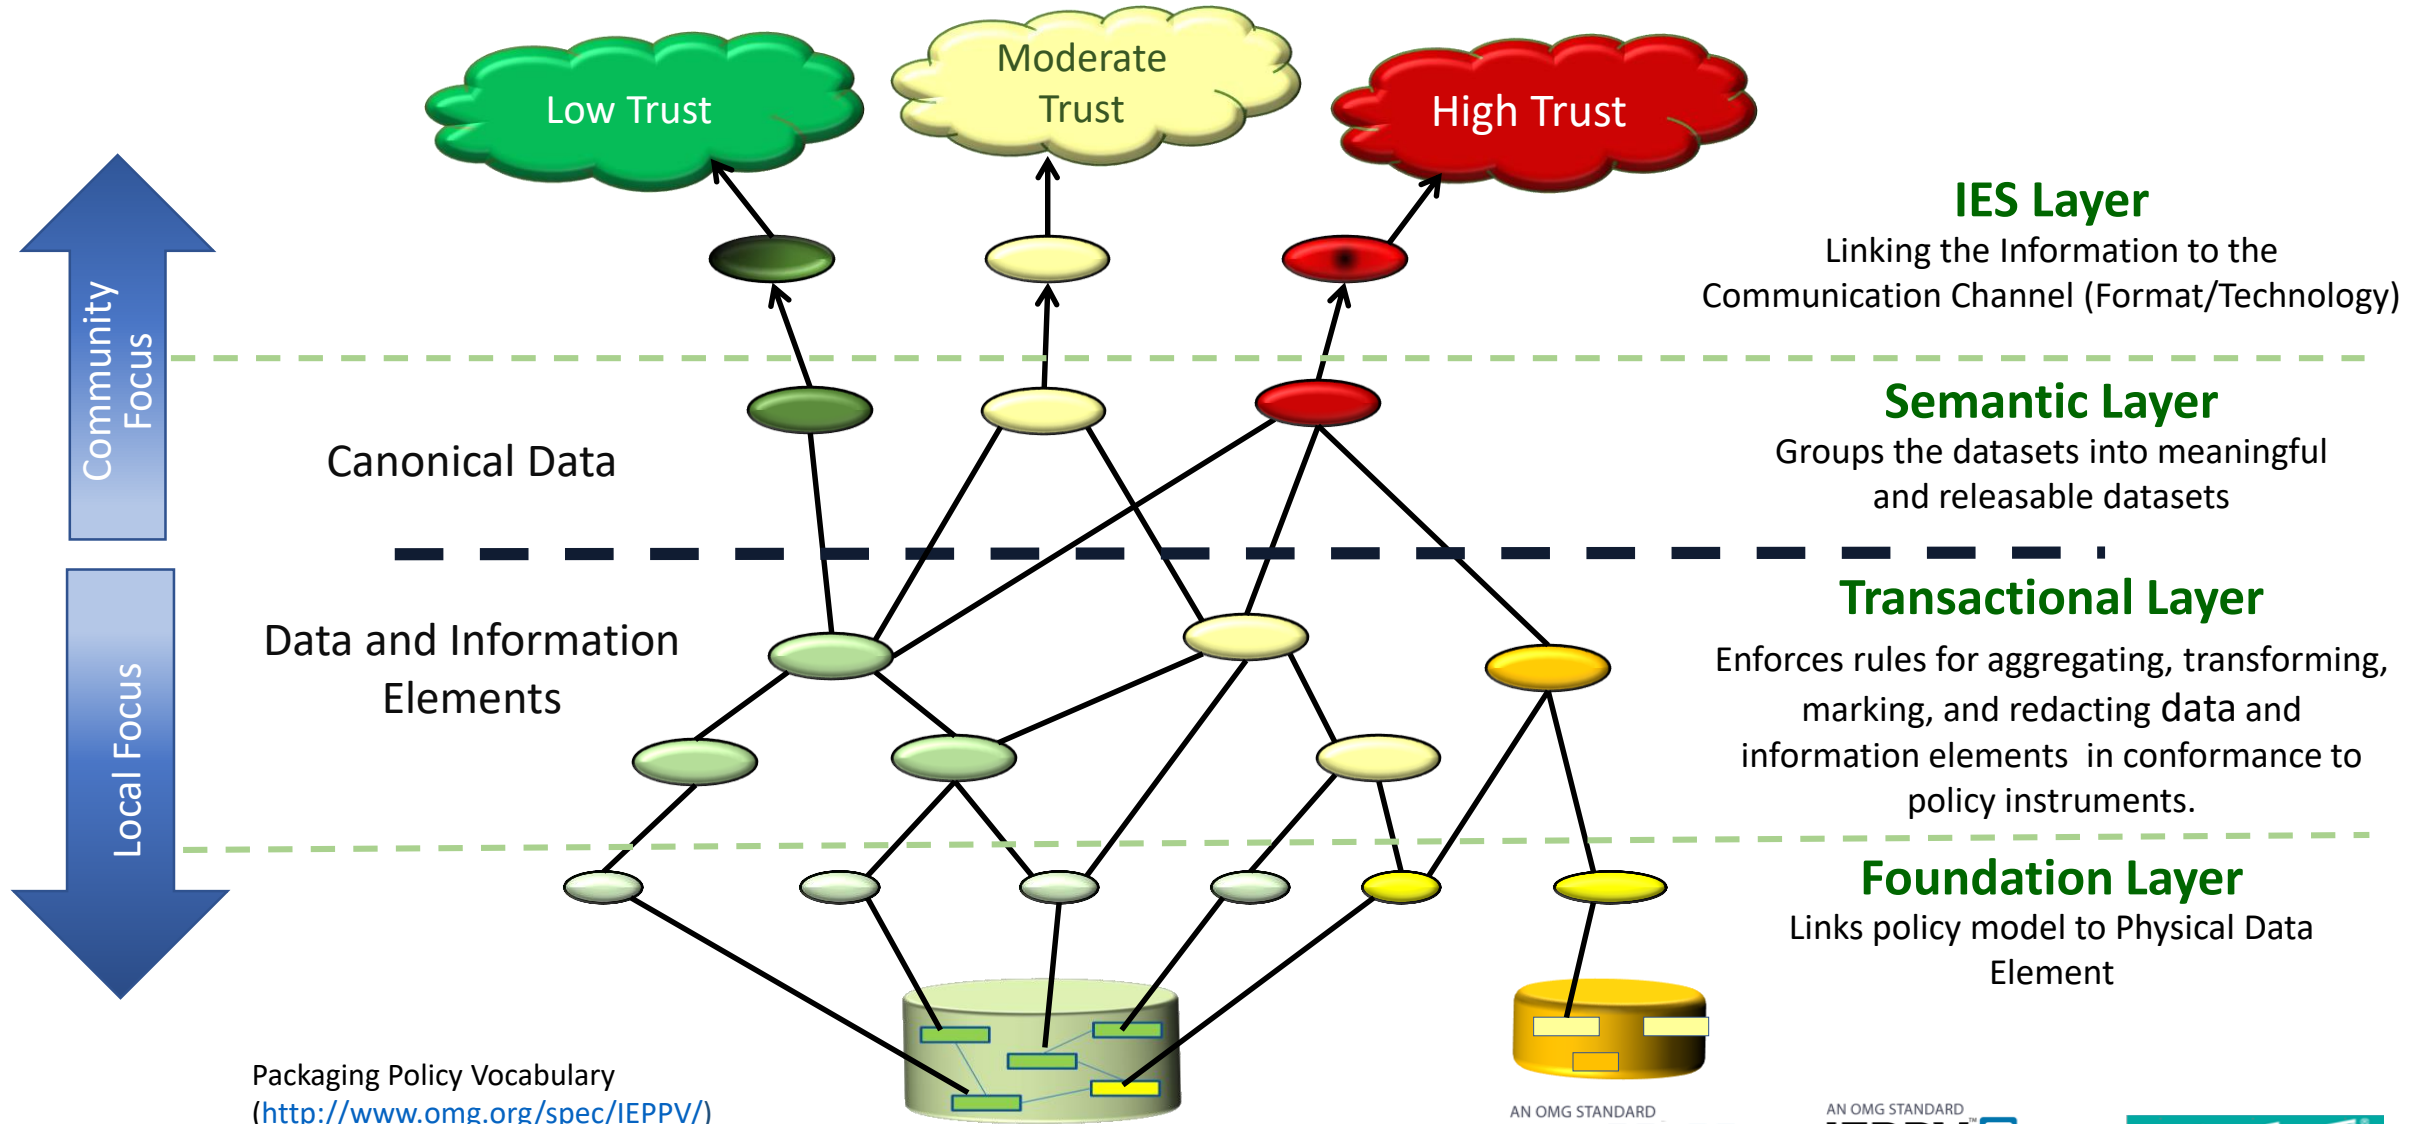 Low Trust
Moderate
Trust
High Trust
IES Layer
Linking the Information to the
Communication Channel (Format/Technology)
Community
Focus
Semantic Layer
Groups the datasets into meaningful
and releasable datasets
Canonical Data
Transactional Layer
Enforces rules for aggregating, transforming,
marking, and redacting data and
information elements in conformance to
policy instruments.
Data and Information
Elements
Local Focus
Foundation Layer
Links policy model to Physical Data
Element
Packaging Policy Vocabulary
(http://www.omg.org/spec/IEPPV/)
AN OMG STANDARD
AN OMG STANDARD